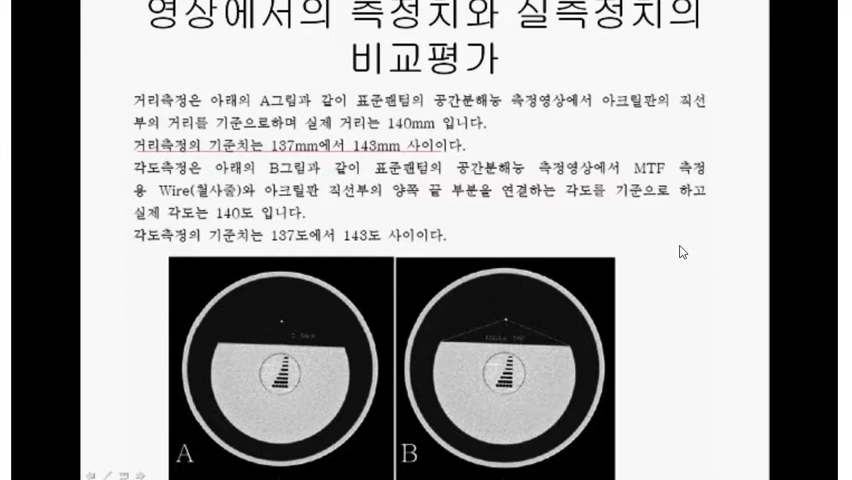 영상에서의 측정치와 실측정치의
비교평가
거리측정은 아래의 A그림과 같이 표준팬텀의 공간분해능 측정영상에서 아크릴판의 직선
부의 거리를 기준으로하며 실제 거리는 140mm 입니다.
거리측정의 기준치는 137mm에서 143mm 사이이다.
각도측정은 아래의 B그림과 같이 표준팬텀의 공간분해능 측정영상에서 MTF 측정
용 Wire(철사줄)와 아크릴판 직선부의 양쪽 끝 부분을 연결하는 각도를 기준으로 하고
실제 각도는 140도 입니다.
각도측정의 기준치는 137도에서 143도 사이이다.
A
B